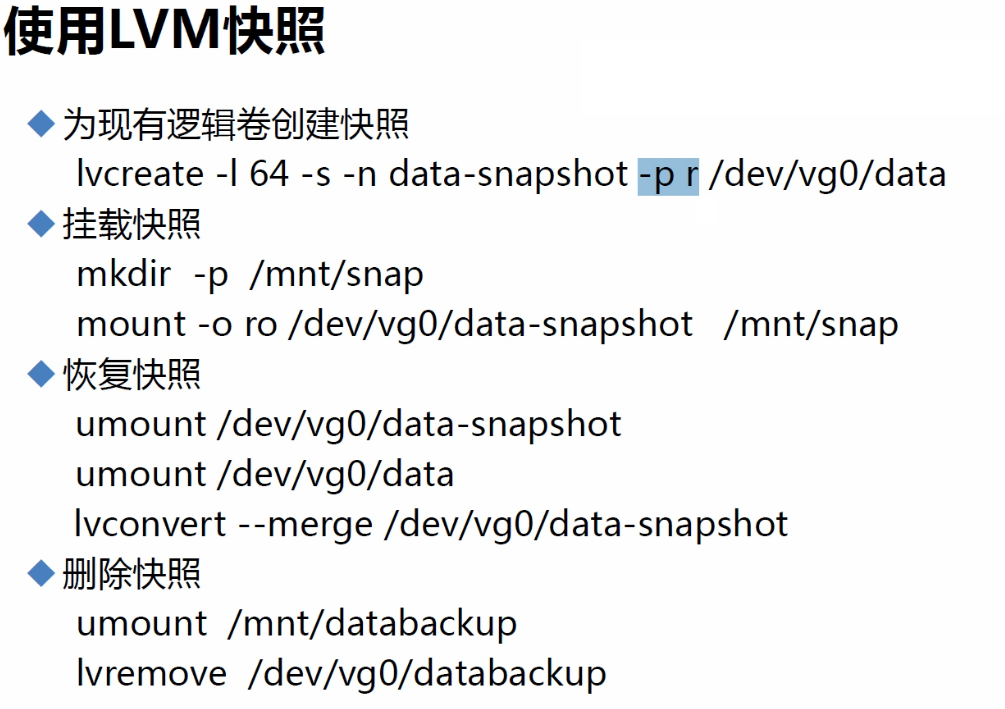 使用LVM快照
为现有逻辑卷创建快照
lvcreate -l 64 -s -n data-snapshot -p r /dev/vg0/data
挂载快照
mkdir -p /mnt/snap
mount -o ro /dev/vg0/data-snapshot /mnt/snap
恢复快照
umount /dev/vg0/data-snapshot
umount /dev/vg0/data
lvconvert --merge /dev/vg0/data-snapshot
删除快照
umount /mnt/databackup
lvremove /dev/vg0/databackup